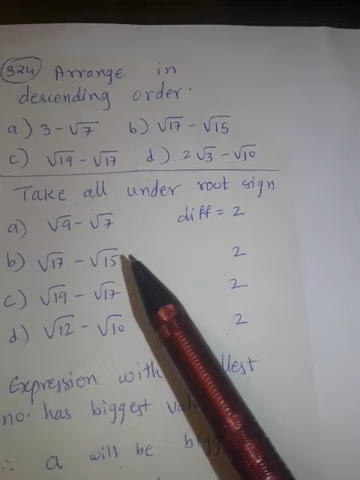 324 Arrange in
descending order.
a) 3-√7 b) √17-√15
c) √19-√17 d) 2√3-√10
Take all under root sign
a) √9-√7 diff = 2
b) √17-√15 2
c) √19-√17 2
d) √12-√10 2
Expression with
no. has biggest
∴ a will be